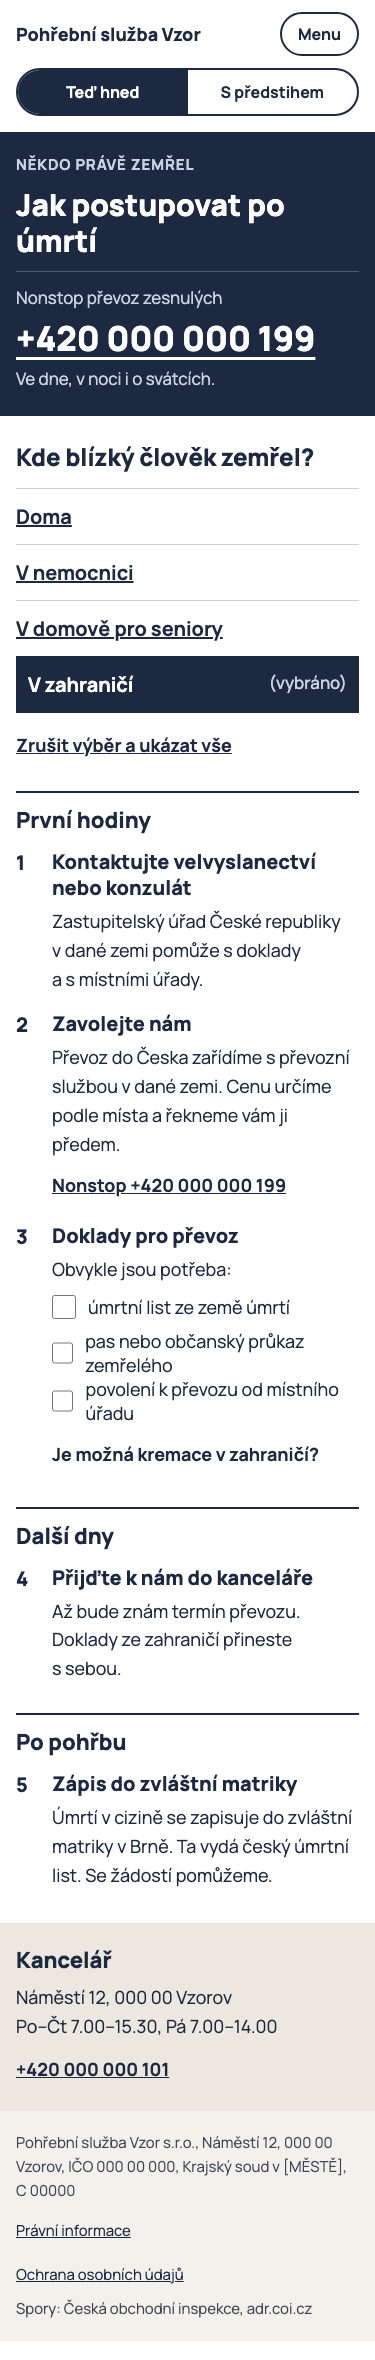 Pohřební služba Vzor
Menu
Teď hned
S předstihem
NĚKDO PRÁVĚ ZEMŘEL
Jak postupovat po
úmrtí
Nonstop převoz zesnulých
+420 000 000 199
Ve dne, v noci i o svátcích.
Kde blízký člověk zemřel?
Doma
V nemocnici
V domově pro seniory
V zahraničí
(vybráno)
Zrušit výběr a ukázat vše
První hodiny
1 Kontaktujte velvyslanectví
nebo konzulát
Zastupitelský úřad České republiky
v dané zemi pomůže s doklady
a s místními úřady.
2 Zavolejte nám
Převoz do Česka zařídíme s převozní
službou v dané zemi. Cenu určíme
podle místa a řekneme vám ji
předem.
Nonstop +420 000 000 199
3 Doklady pro převoz
Obvykle jsou potřeba:
úmrtní list ze země úmrtí
pas nebo občanský průkaz
zemřelého
povolení k převozu od místního
úřadu
Je možná kremace v zahraničí?
Další dny
4 Přijďte k nám do kanceláře
Až bude znám termín převozu.
Doklady ze zahraničí přineste
s sebou.
Po pohřbu
5 Zápis do zvláštní matriky
Úmrtí v cizině se zapisuje do zvláštní
matriky v Brně. Ta vydá český úmrtní
list. Se žádostí pomůžeme.
Kancelář
Náměstí 12, 000 00 Vzorov
Po–Čt 7.00–15.30, Pá 7.00–14.00
+420 000 000 101
Pohřební služba Vzor s.r.o., Náměstí 12, 000 00
Vzorov, IČO 000 00 000, Krajský soud v [MĚSTĚ],
C 00000
Právní informace
Ochrana osobních údajů
Spory: Česká obchodní inspekce, adr.coi.cz